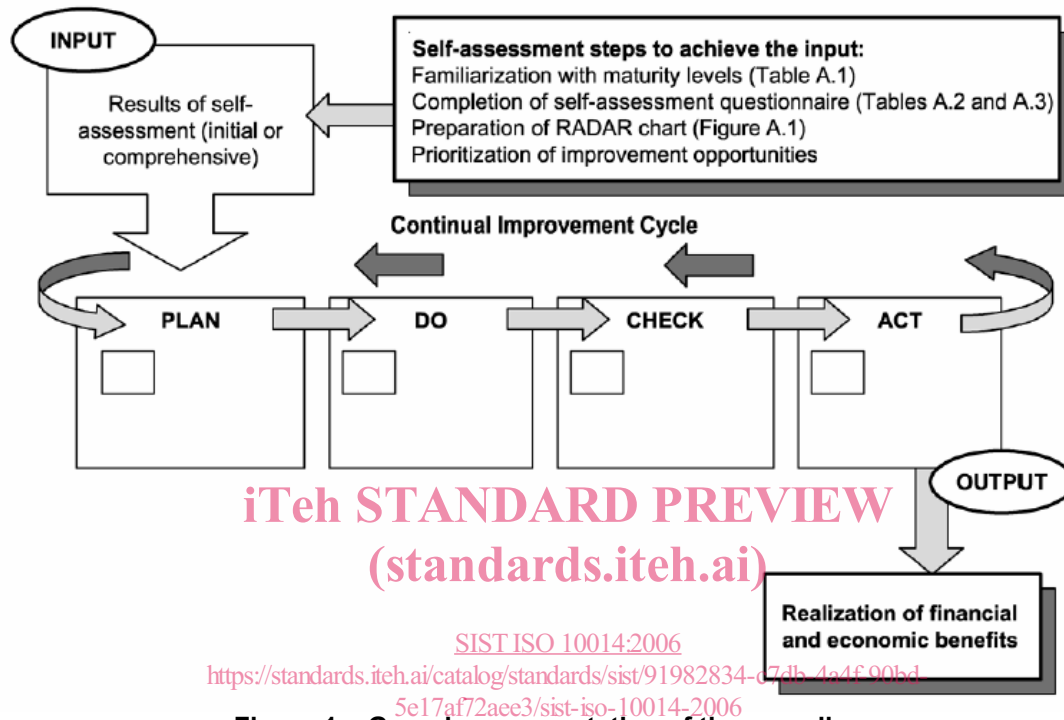 INPUT
Results of self-
assessment (initial or
comprehensive)
Self-assessment steps to achieve the input:
Familiarization with maturity levels (Table A.1)
Completion of self-assessment questionnaire (Tables A.2 and A.3)
Preparation of RADAR chart (Figure A.1)
Prioritization of improvement opportunities
Continual Improvement Cycle
PLAN
DO
CHECK
ACT
OUTPUT
iTeh STANDARD PREVIEW
(standards.iteh.ai)
Realization of financial
and economic benefits
SIST ISO 10014:2006
https://standards.iteh.ai/catalog/standards/sist/91982834-c7db-4a4f-90bd-
5e17af72aee3/sist-iso-10014-2006